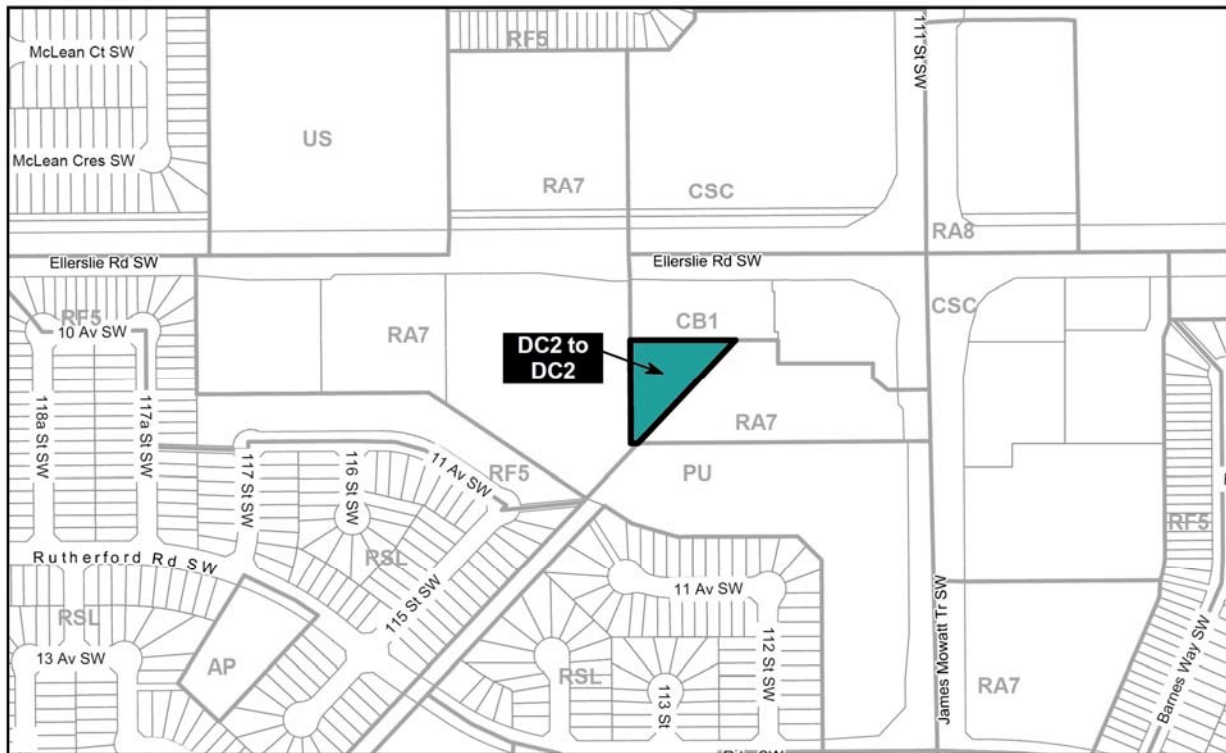 RF5
McLean Ct SW
111 St SW
US
McLean Cres SW
RA7
CSC
RA8
Ellerslie Rd SW
Ellerslie Rd SW
CSC
RF5
10 Av SW
RA7
CB1
DC2 to
DC2
118a St SW
117a St SW
117 St SW
116 St SW
11 Av SW
RF5
RA7
PU
RF5
Rutherford Rd SW
RSL
115 St SW
11 Av SW
112 St SW
James Mowatt Tr SW
RSL
13 Av SW
AP
RSL
113 St
RA7
Barnes Way SW